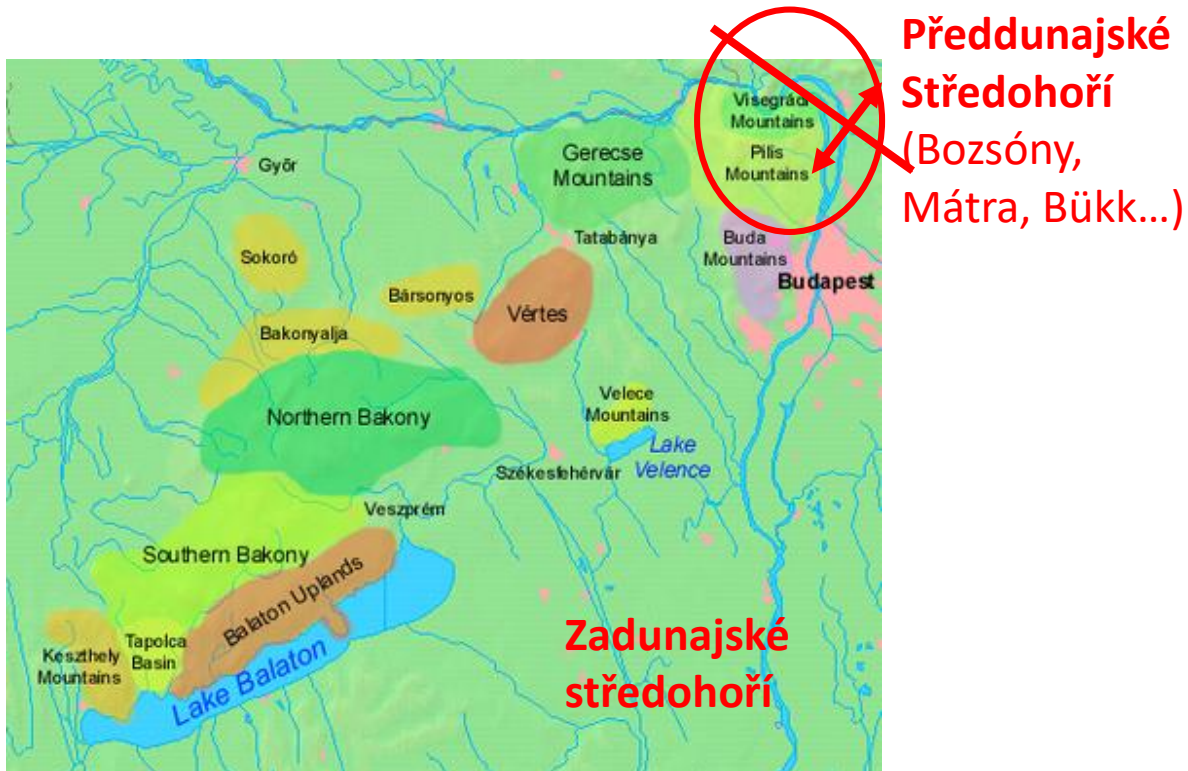 Předdunajské
Středohoří
(Bozsóny,
Mátra, Bükk...)
Visegrádi
Mountains
Pilis
Mountains
Gerecse
Mountains
Győr
Tatabánya
Buda
Mountains
Budapest
Sokoró
Bársonyos
Vértes
Bakonyalja
Velece
Mountains
Northern Bakony
Lake
Velence
Székesfehérvár
Veszprém
Southern Bakony
Balaton Uplands
Zadunajské
středohoří
Tapolca
Basin
Keszthely
Mountains
Lake Balaton